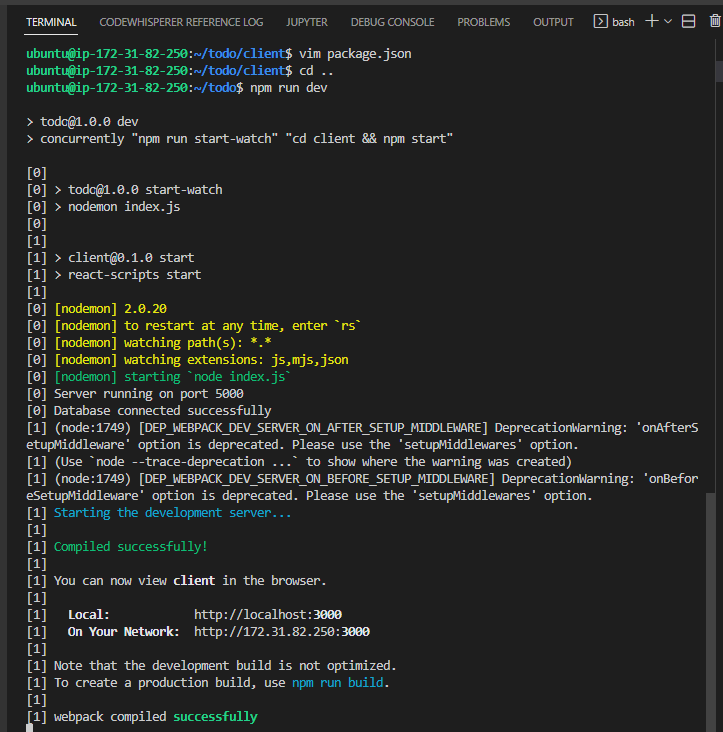 TERMINAL CODEWHISPERER REFERENCE LOG JUPYTER DEBUG CONSOLE PROBLEMS OUTPUT bash
ubuntu@ip-172-31-82-250:~/todo/client$ vim package.json
ubuntu@ip-172-31-82-250:~/todo/client$ cd ..
ubuntu@ip-172-31-82-250:~/todo$ npm run dev
> todo@1.0.0 dev
> concurrently "npm run start-watch" "cd client && npm start"
[0]
[0] > todo@1.0.0 start-watch
[0] > nodemon index.js
[0]
[1]
[1] > client@0.1.0 start
[1] > react-scripts start
[1]
[0] [nodemon] 2.0.20
[0] [nodemon] to restart at any time, enter `rs`
[0] [nodemon] watching path(s): *.*
[0] [nodemon] watching extensions: js,mjs,json
[0] [nodemon] starting `node index.js`
[0] Server running on port 5000
[0] Database connected successfully
[1] (node:1749) [DEP_WEBPACK_DEV_SERVER_ON_AFTER_SETUP_MIDDLEWARE] DeprecationWarning: 'onAfterS
etupMiddleware' option is deprecated. Please use the 'setupMiddlewares' option.
[1] (Use `node --trace-deprecation ...` to show where the warning was created)
[1] (node:1749) [DEP_WEBPACK_DEV_SERVER_ON_BEFORE_SETUP_MIDDLEWARE] DeprecationWarning: 'onBefor
eSetupMiddleware' option is deprecated. Please use the 'setupMiddlewares' option.
[1] Starting the development server...
[1]
[1] Compiled successfully!
[1]
[1] You can now view client in the browser.
[1]
[1] Local: http://localhost:3000
[1] On Your Network: http://172.31.82.250:3000
[1]
[1] Note that the development build is not optimized.
[1] To create a production build, use npm run build.
[1]
[1] webpack compiled successfully